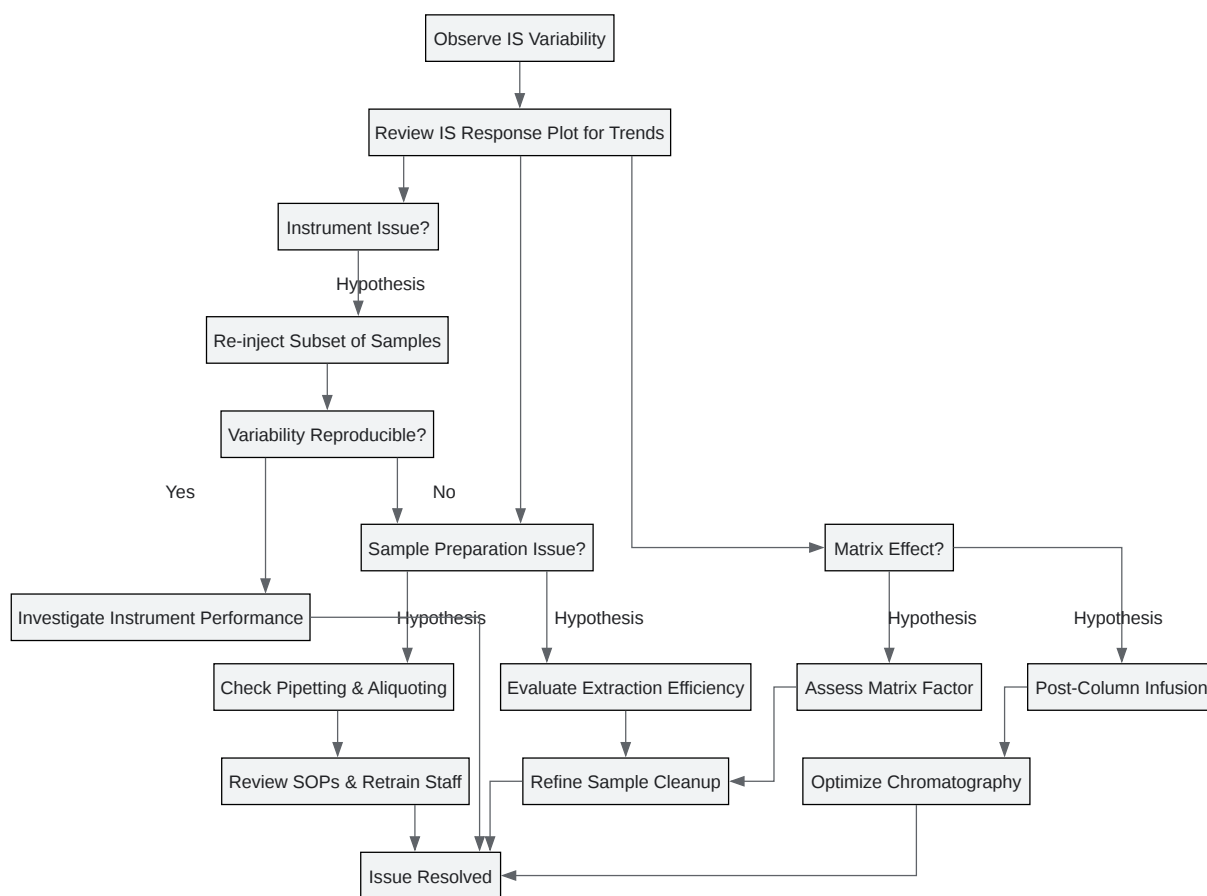 Observe IS Variability
Review IS Response Plot for Trends
Instrument Issue?
Hypothesis
Re-inject Subset of Samples
Variability Reproducible?
Yes
No
Sample Preparation Issue?
Matrix Effect?
Investigate Instrument Performance
Hypothesis
Hypothesis
Hypothesis
Hypothesis
Check Pipetting & Aliquoting
Evaluate Extraction Efficiency
Assess Matrix Factor
Post-Column Infusion
Review SOPs & Retrain Staff
Refine Sample Cleanup
Optimize Chromatography
Issue Resolved